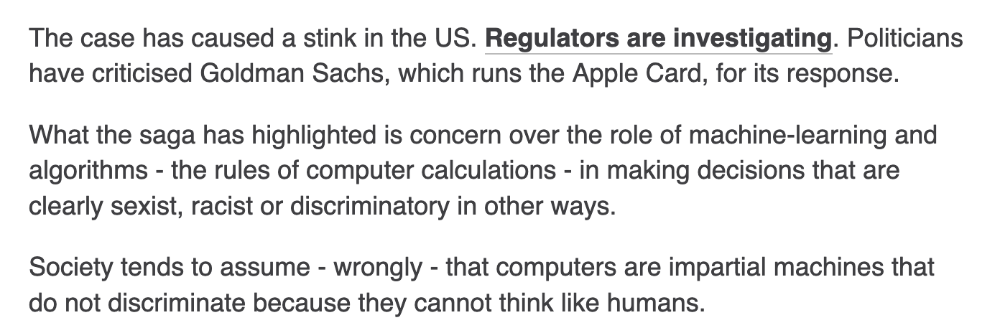 The case has caused a stink in the US. Regulators are investigating. Politicians
have criticised Goldman Sachs, which runs the Apple Card, for its response.
What the saga has highlighted is concern over the role of machine-learning and
algorithms - the rules of computer calculations - in making decisions that are
clearly sexist, racist or discriminatory in other ways.
Society tends to assume - wrongly - that computers are impartial machines that
do not discriminate because they cannot think like humans.